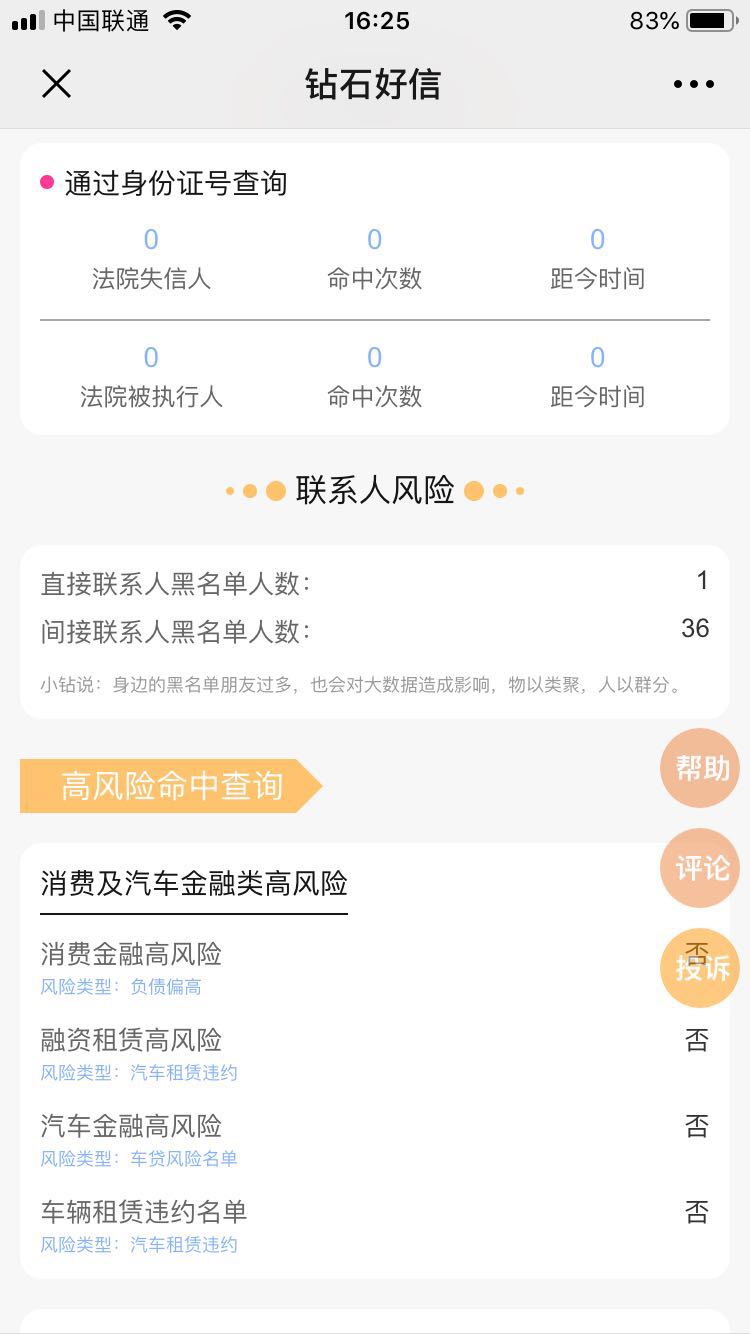 中国联通 16:25 83%
钻石好信
通过身份证号查询
0 0 0
法院失信人 命中次数 距今时间
0 0 0
法院被执行人 命中次数 距今时间
联系人风险
直接联系人黑名单人数： 1
间接联系人黑名单人数： 36
小钻说：身边的黑名单朋友过多，也会对大数据造成影响，物以类聚，人以群分。
帮助
高风险命中查询
评论
消费及汽车金融类高风险
消费金融高风险 否
投诉
风险类型：负债偏高
融资租赁高风险 否
风险类型：汽车租赁违约
汽车金融高风险 否
风险类型：车贷风险名单
车辆租赁违约名单 否
风险类型：汽车租赁违约